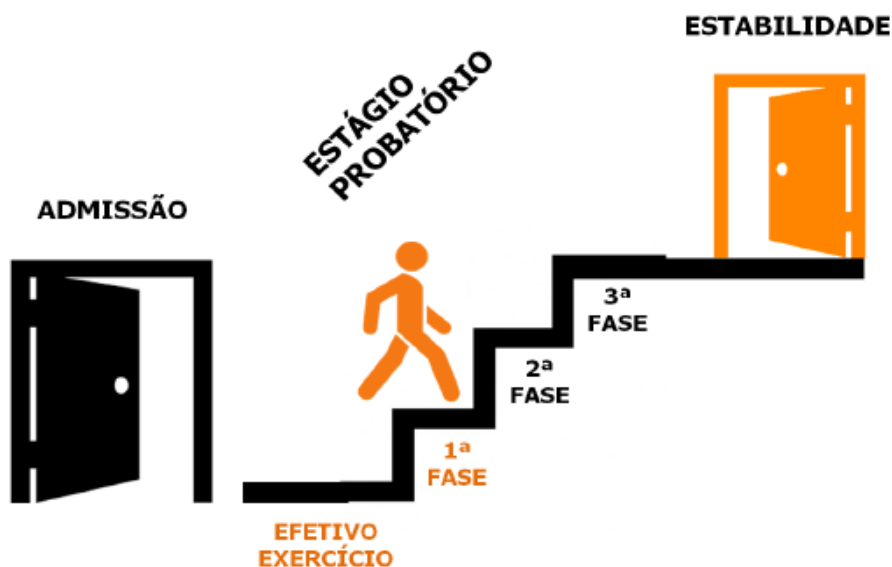 ESTABILIDADE
ESTÁGIO
PROBATÓRIO
ADMISSÃO
3ª
FASE
2ª
FASE
1ª
FASE
EFETIVO
EXERCÍCIO